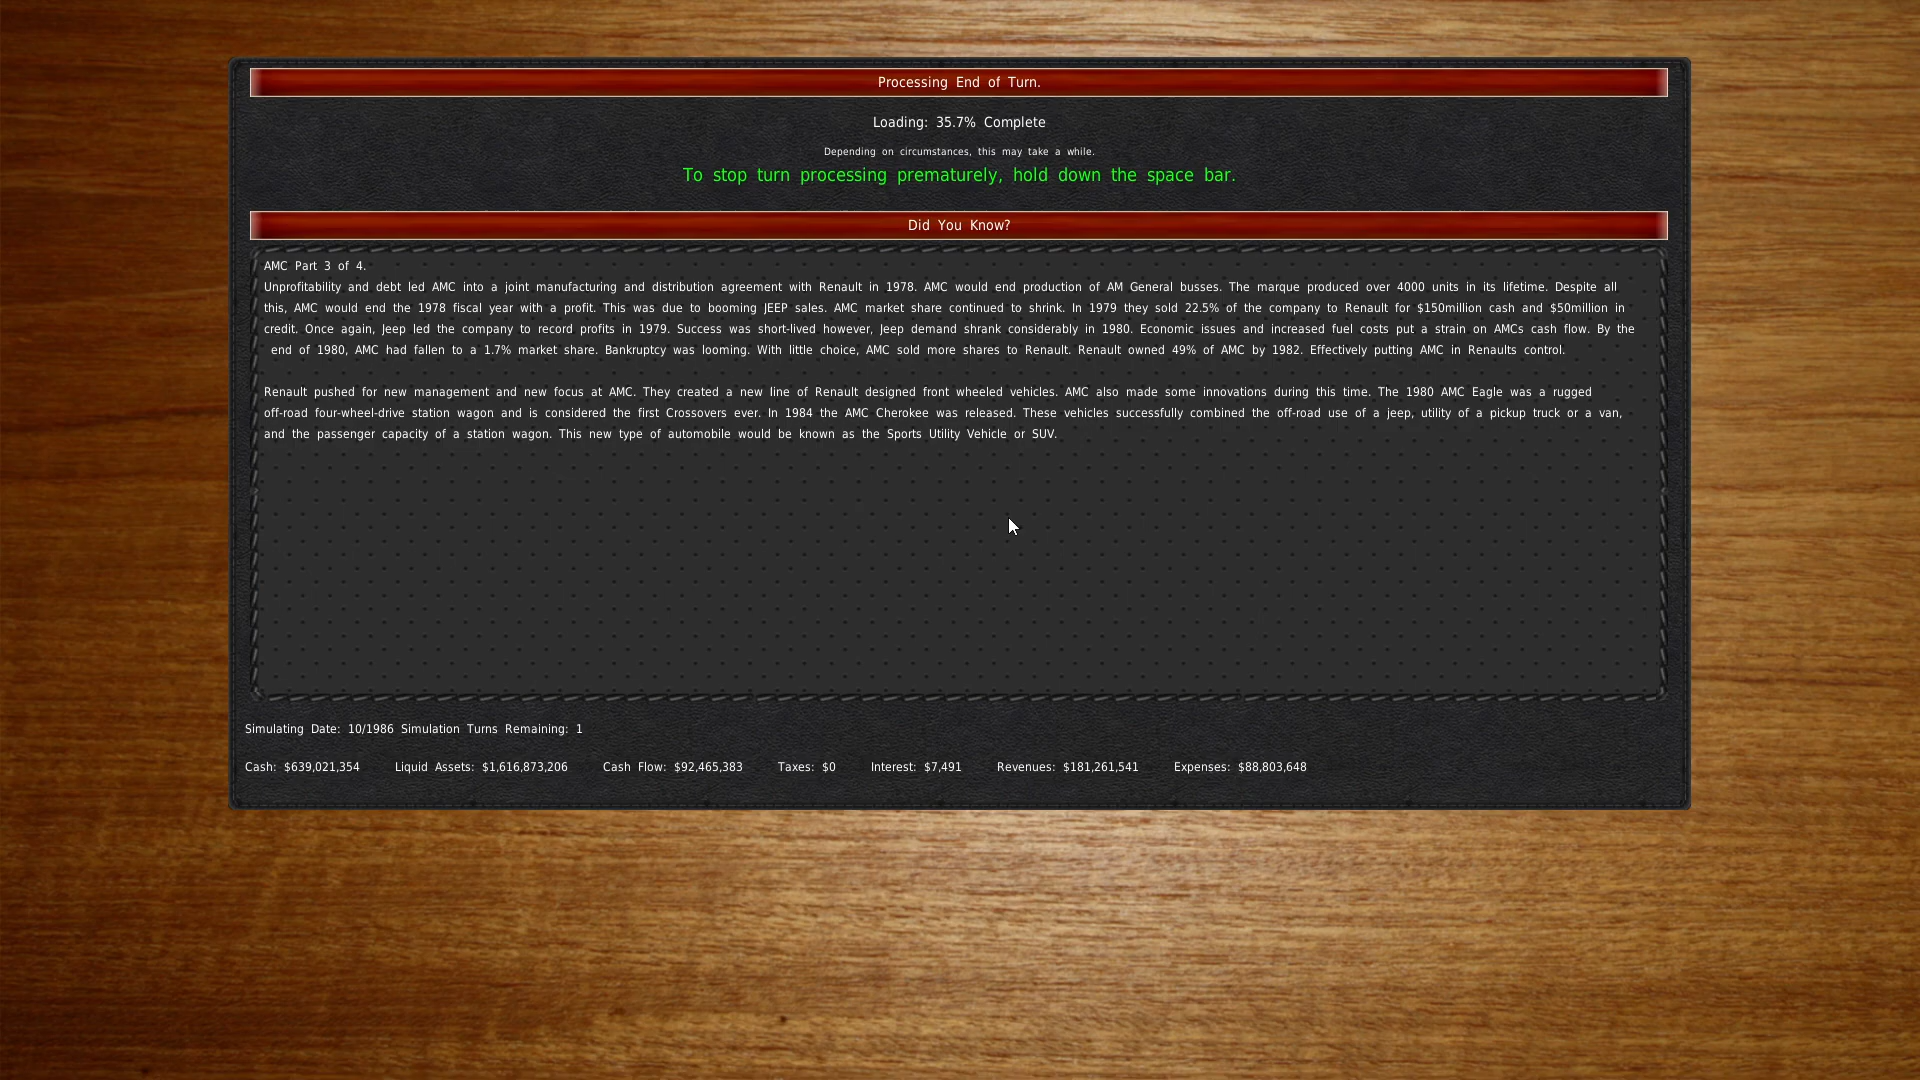 Processing End of Turn.
Loading: 35.7% Complete
Depending on circumstances, this may take a while.
To stop turn processing prematurely, hold down the space bar.
Did You Know?
AMC Part 3 of 4.
Unprofitability and debt led AMC into a joint manufacturing and distribution agreement with Renault in 1978. AMC would end production of AM General busses. The marque produced over 4000 units in its lifetime. Despite all
this, AMC would end the 1978 fiscal year with a profit. This was due to booming JEEP sales. AMC market share continued to shrink. In 1979 they sold 22.5% of the company to Renault for $150million cash and $50million in
credit. Once again, Jeep led the company to record profits in 1979. Success was short-lived however, Jeep demand shrank considerably in 1980. Economic issues and increased fuel costs put a strain on AMCs cash flow. By the
end of 1980, AMC had fallen to a 1.7% market share. Bankruptcy was looming. With little choice, AMC sold more shares to Renault. Renault owned 49% of AMC by 1982. Effectively putting AMC in Renaults control.
Renault pushed for new management and new focus at AMC. They created a new line of Renault designed front wheeled vehicles. AMC also made some innovations during this time. The 1980 AMC Eagle was a rugged
off-road four-wheel-drive station wagon and is considered the first Crossovers ever. In 1984 the AMC Cherokee was released. These vehicles successfully combined the off-road use of a jeep, utility of a pickup truck or a van,
and the passenger capacity of a station wagon. This new type of automobile would be known as the Sports Utility Vehicle or SUV.
Simulating Date: 10/1986 Simulation Turns Remaining: 1
Cash: $639,021,354 Liquid Assets: $1,616,873,206 Cash Flow: $92,465,383 Taxes: $0 Interest: $7,491 Revenues: $181,261,541 Expenses: $88,803,648